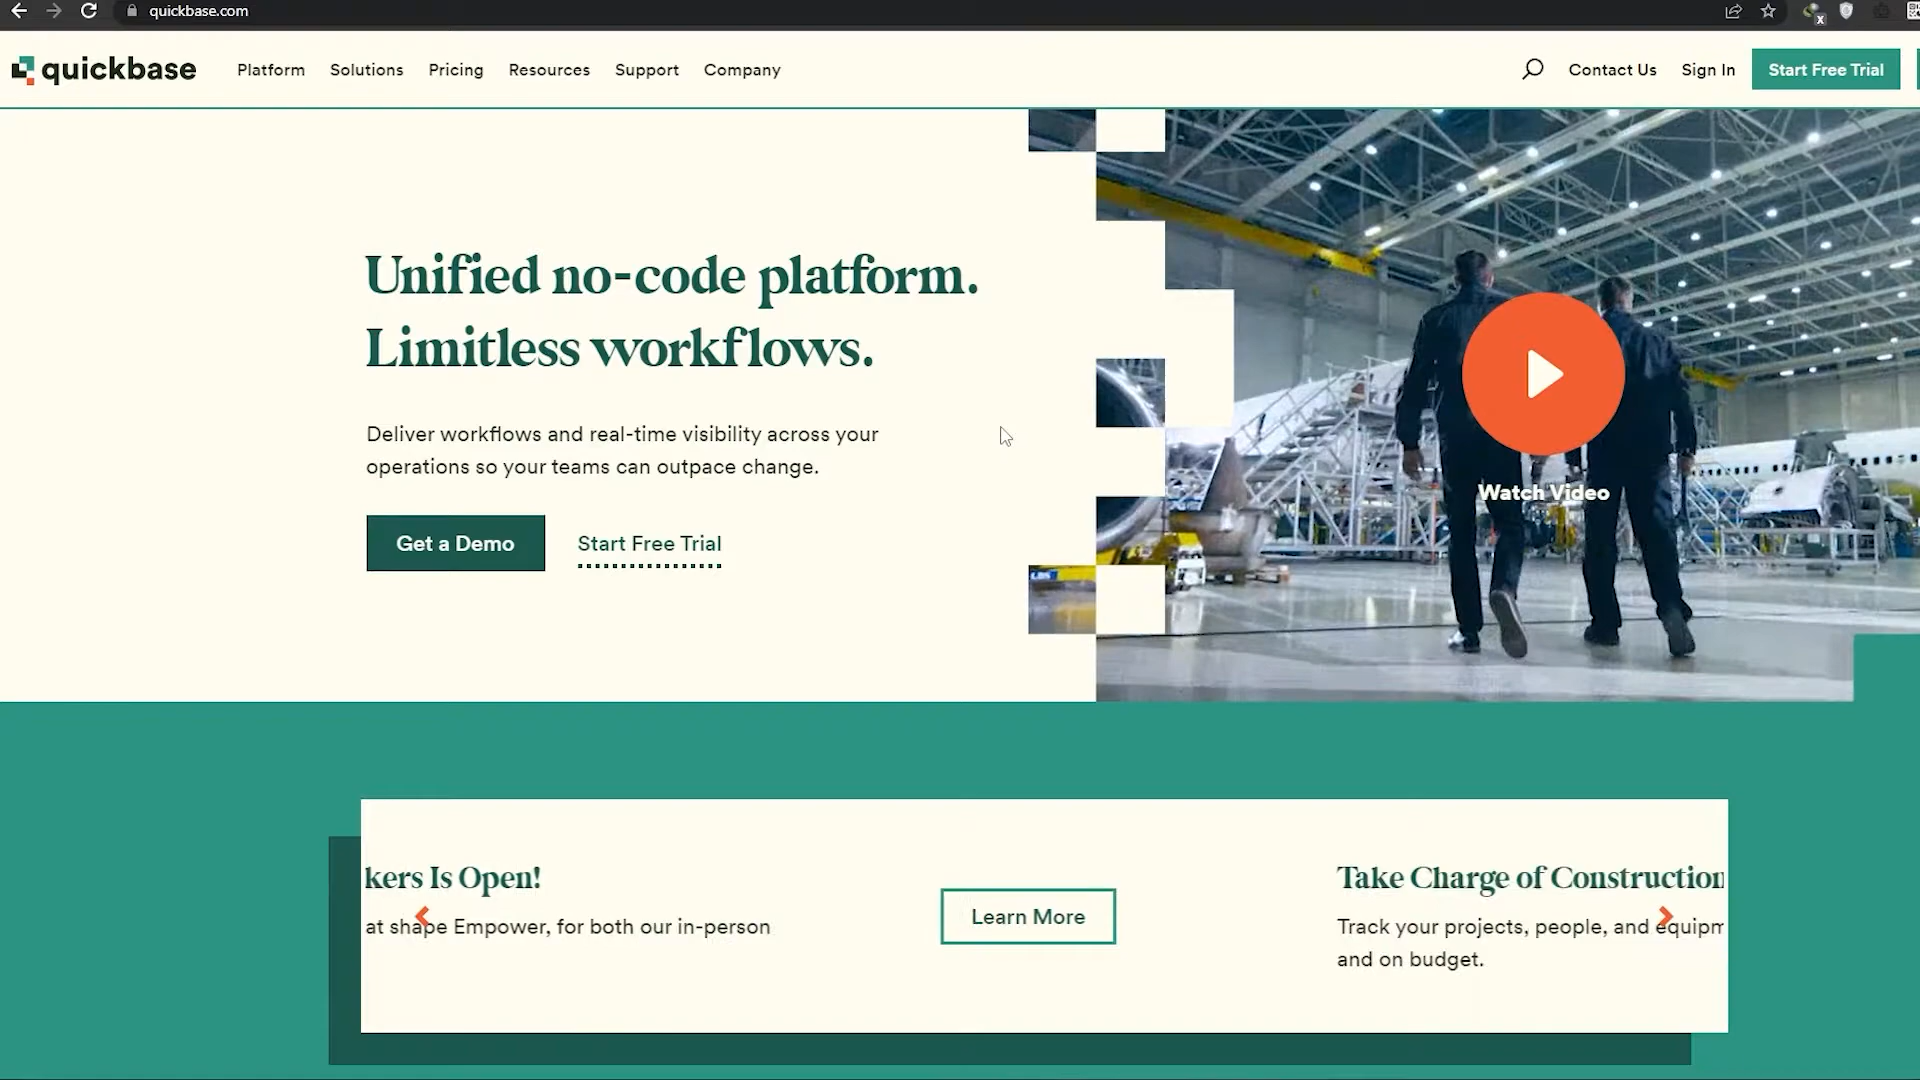 quickbase.com
quickbase
Platform
Solutions
Pricing
Resources
Support
Company
Contact Us
Sign In
Start Free Trial
Unified no-code platform.
Limitless workflows.
Deliver workflows and real-time visibility across your
operations so your teams can outpace change.
Get a Demo
Start Free Trial
Watch Video
kers Is Open!
at shape Empower, for both our in-person
Learn More
Take Charge of Construction
Track your projects, people, and equipm
and on budget.